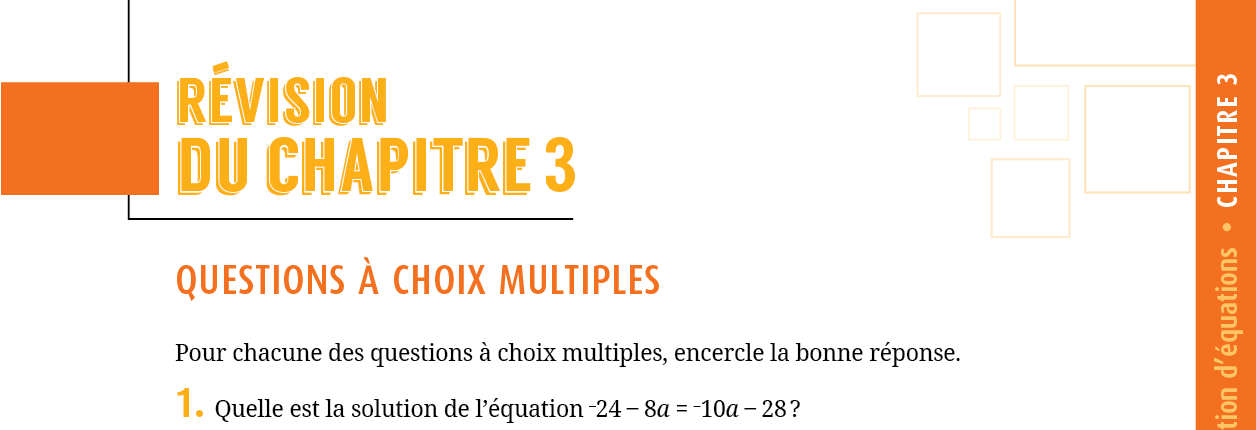 RÉVISION
DU CHAPITRE 3
QUESTIONS À CHOIX MULTIPLES
Pour chacune des questions à choix multiples, encercle la bonne réponse.
1. Quelle est la solution de l’équation ⁻24 – 8a = ⁻10a – 28 ?
tion d’équations • CHAPITRE 3